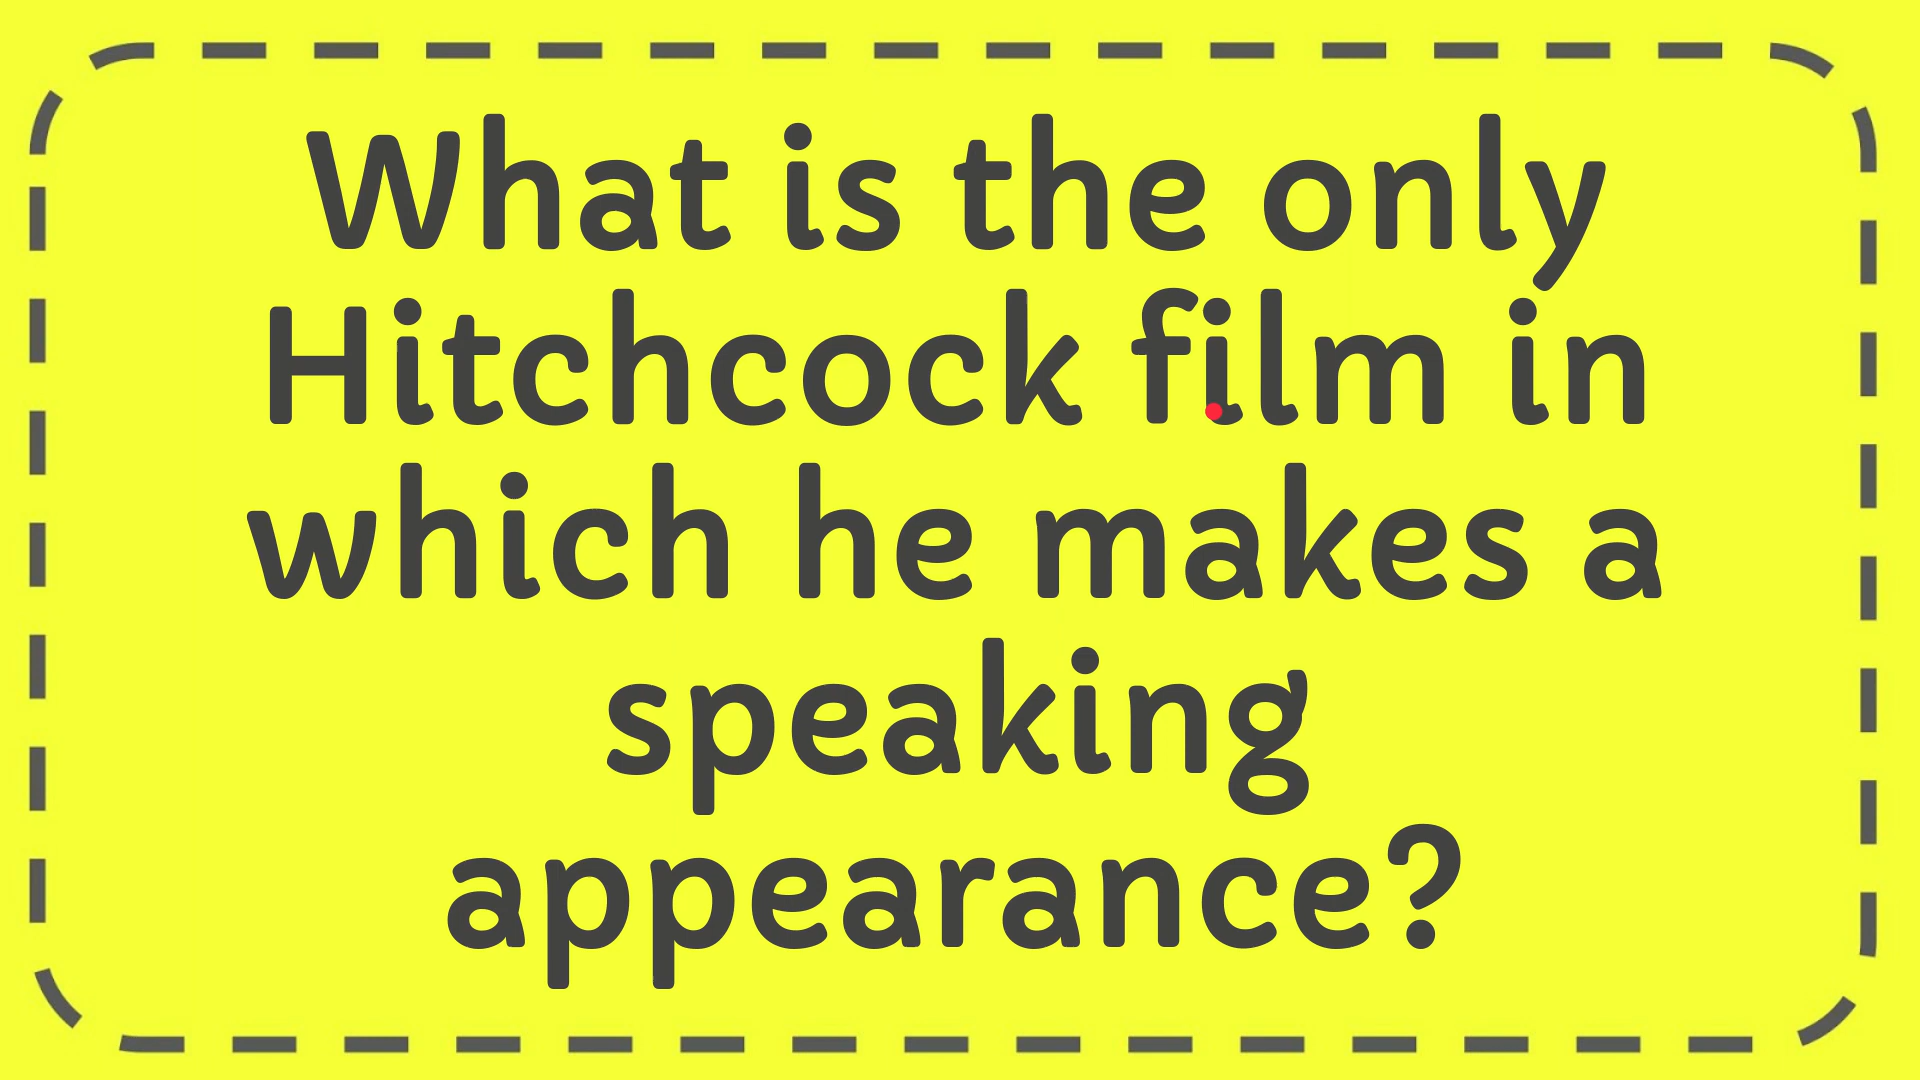 What is the only
Hitchcock film in
which he makes a
speaking
appearance?